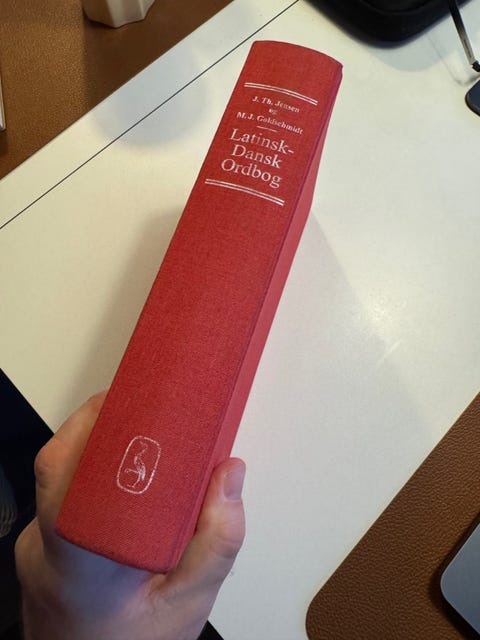 J. Th. Jensen
og
M. J. Goldschmidt
Latinsk-
Dansk
Ordbog